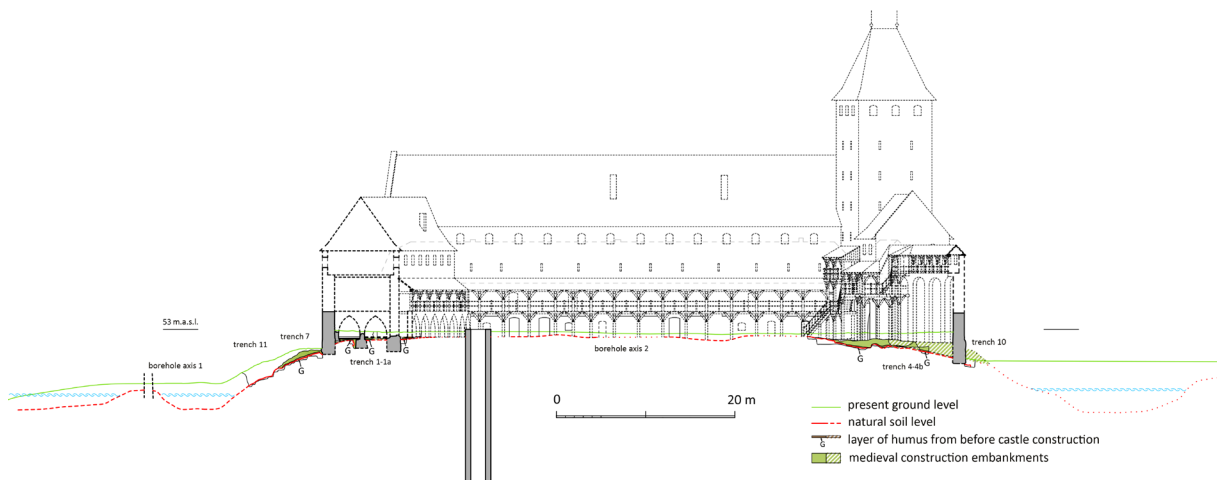 53 m.a.s.l.
trench 7
trench 11
trench 10
borehole axis 2
trench 1-1a
trench 4-4b
borehole axis 1
G
G
G
G
G
G
0
20 m
present ground level
natural soil level
layer of humus from before castle construction
G
medieval construction embankments